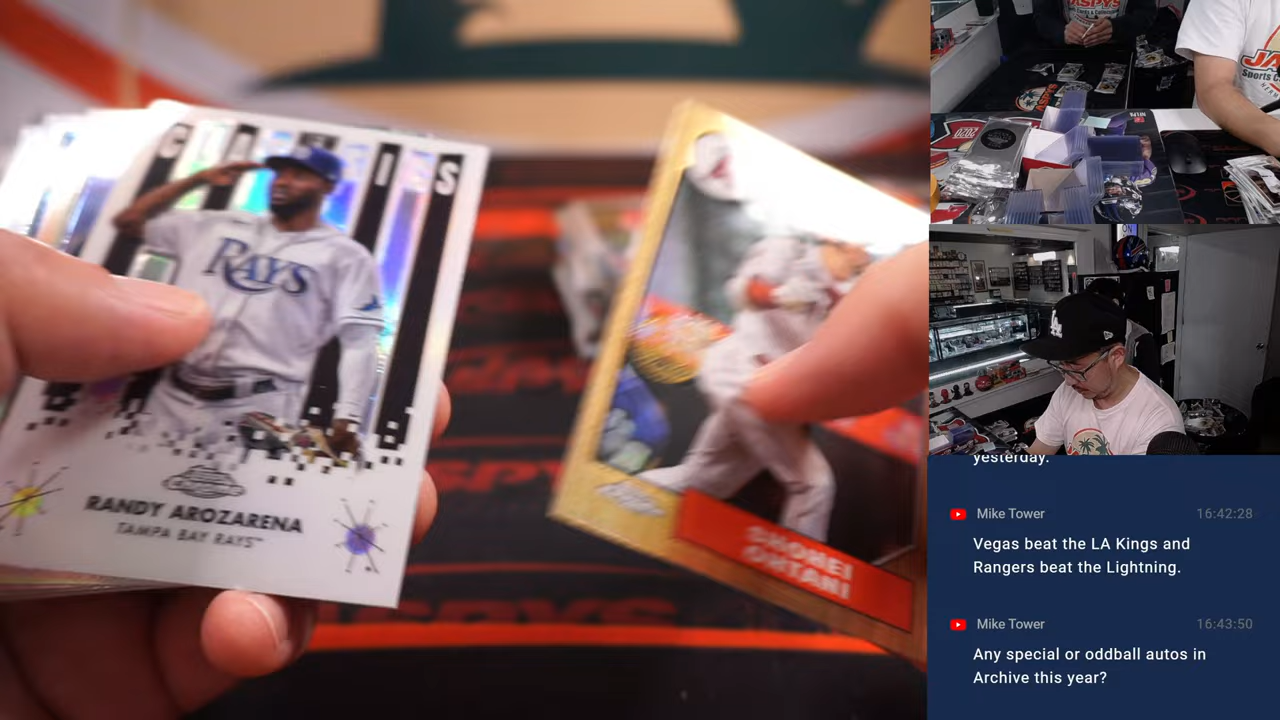 RAYS
RANDY AROZARENA
TAMPA BAY RAYS™
SHOHEI
OHTANI
yesterday.
Mike Tower
16:42:28
Vegas beat the LA Kings and
Rangers beat the Lightning.
Mike Tower
16:43:50
Any special or oddball autos in
Archive this year?